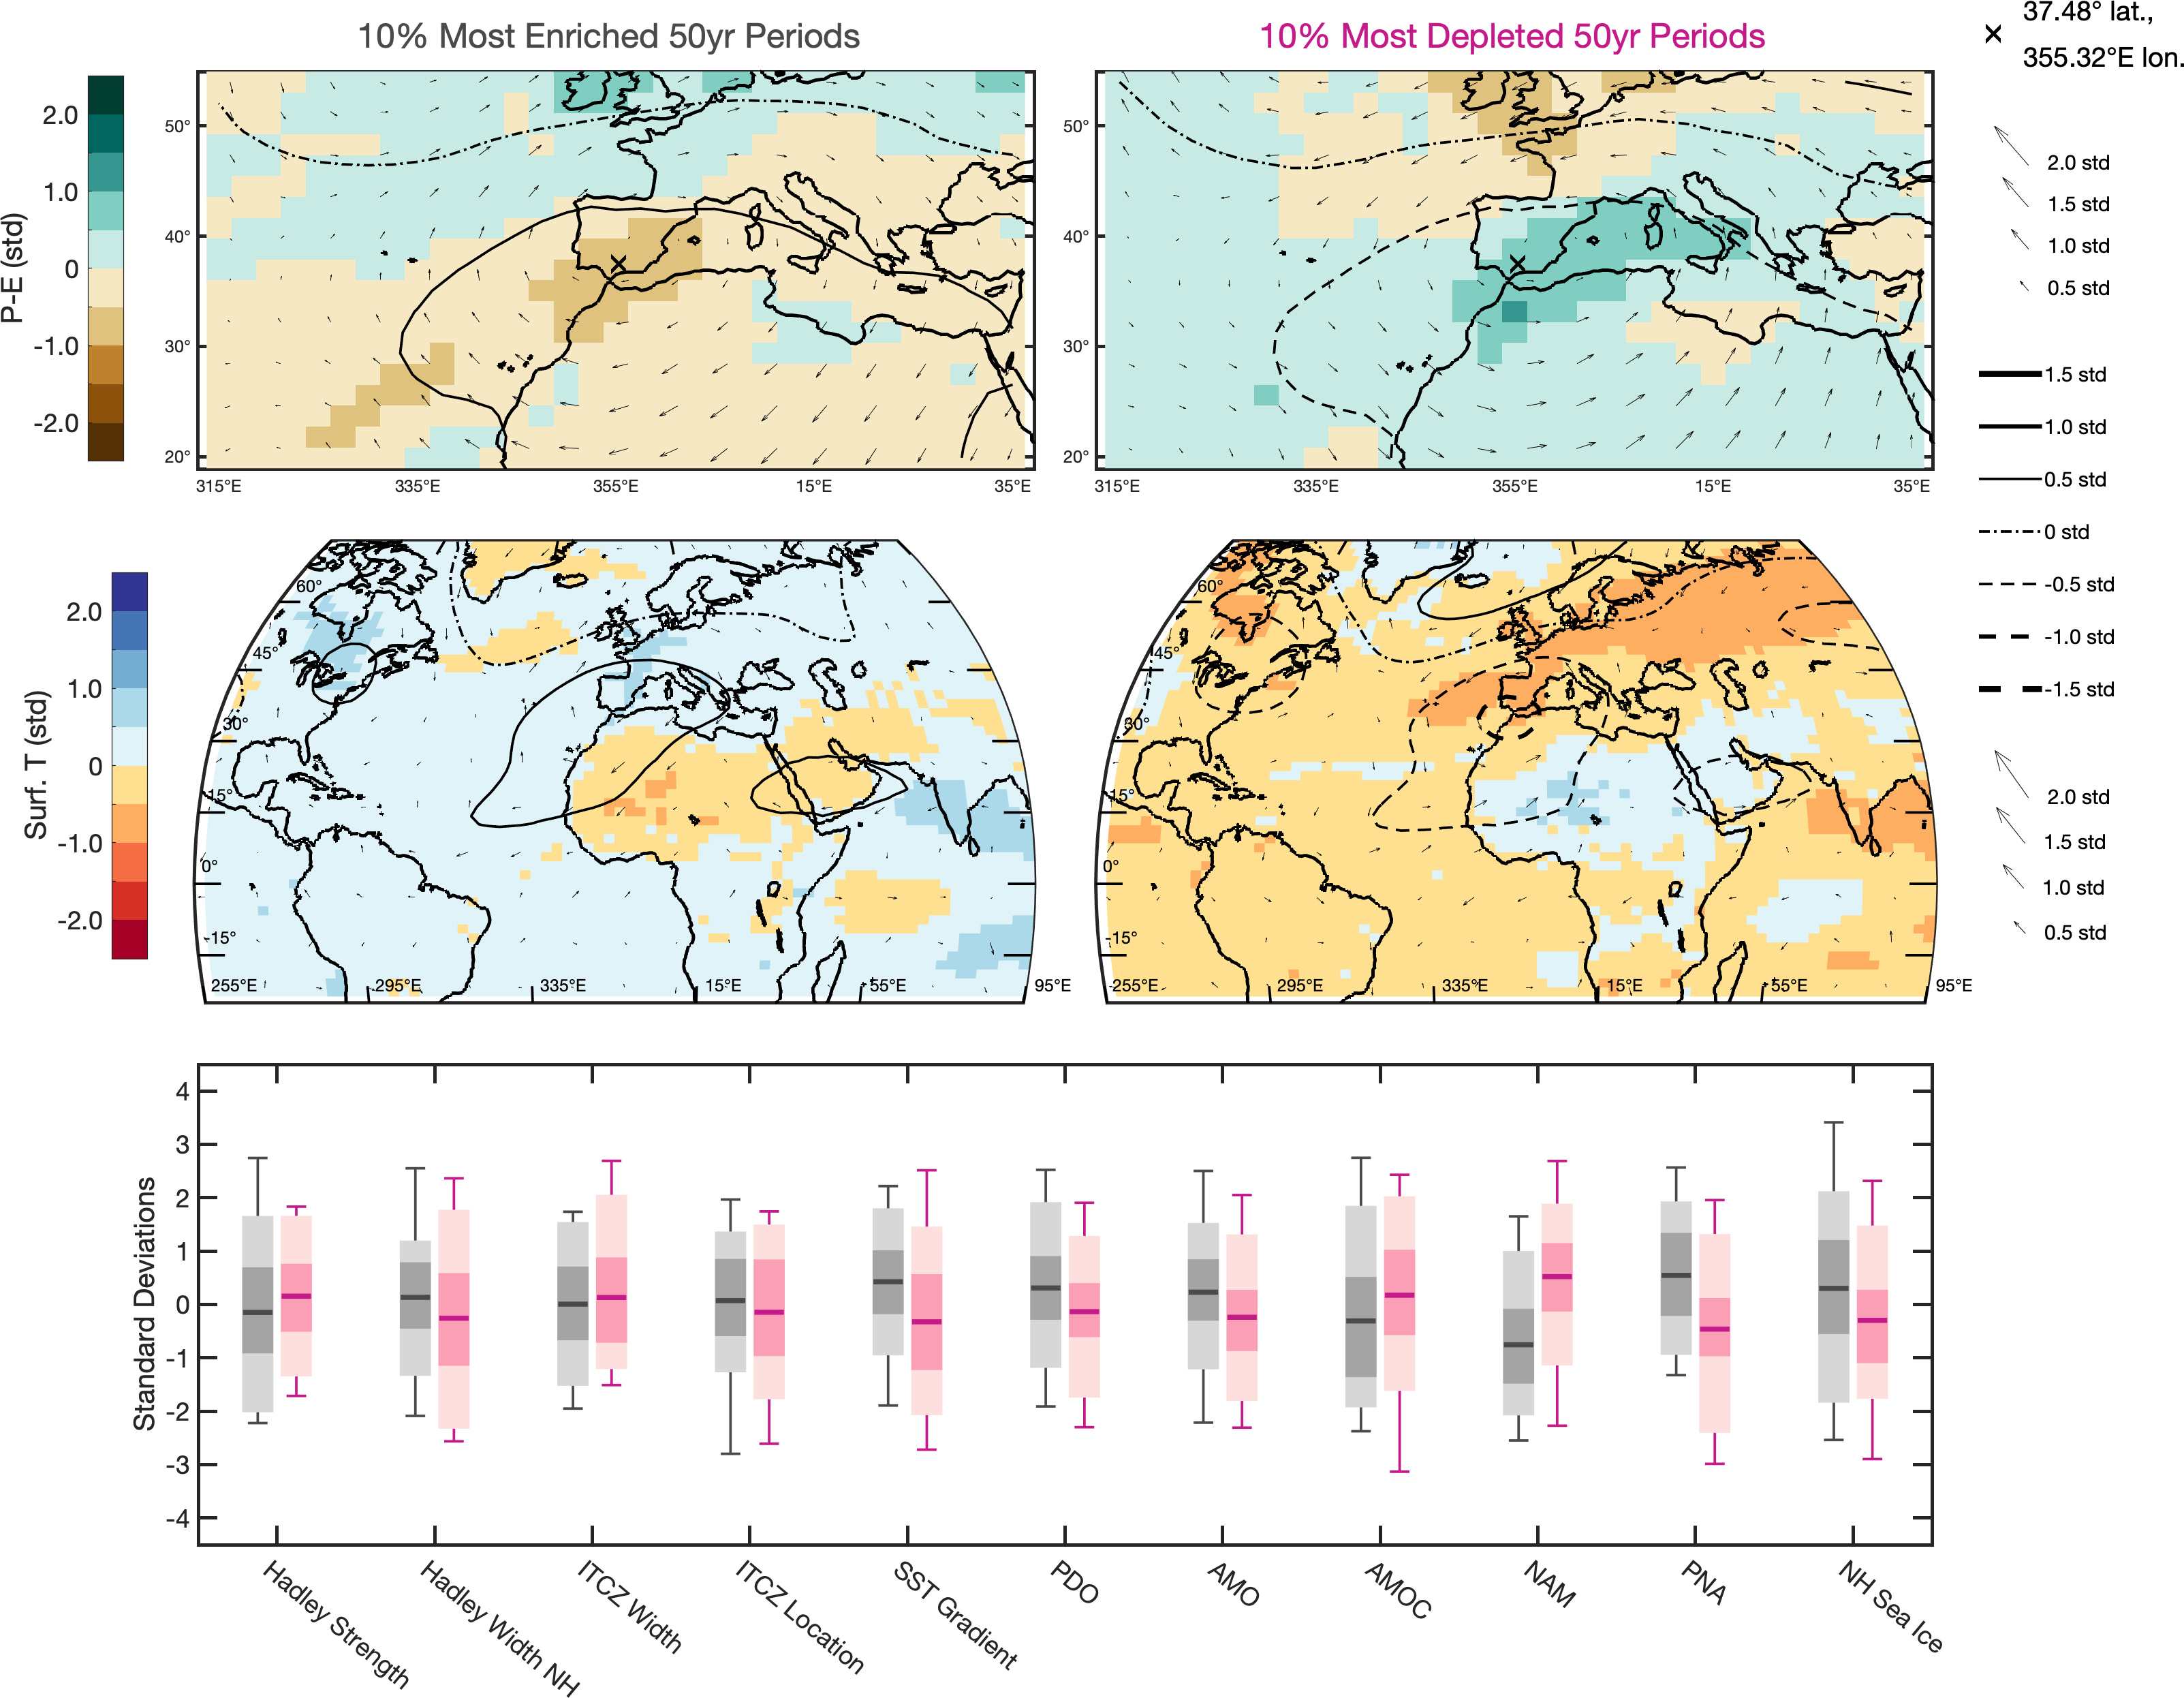 10% Most Enriched 50yr Periods
10% Most Depleted 50yr Periods
37.48° lat.,
355.32°E lon.
P-E (std)
2.0
1.0
0
-1.0
-2.0
50°
40°
30°
20°
315°E
335°E
355°E
15°E
35°E
50°
40°
30°
20°
315°E
335°E
355°E
15°E
35°E
2.0 std
1.5 std
1.0 std
0.5 std
1.5 std
1.0 std
0.5 std
0 std
-0.5 std
-1.0 std
-1.5 std
Surf. T (std)
2.0
1.0
0
-1.0
-2.0
60°
45°
30°
15°
0°
-15°
255°E
295°E
335°E
15°E
55°E
95°E
60°
45°
30°
15°
0°
-15°
255°E
295°E
335°E
15°E
55°E
95°E
2.0 std
1.5 std
1.0 std
0.5 std
Standard Deviations
4
3
2
1
0
-1
-2
-3
-4
Hadley Strength
Hadley Width NH
ITCZ Width
ITCZ Location
SST Gradient
PDO
AMO
AMOC
NAM
PNA
NH Sea Ice